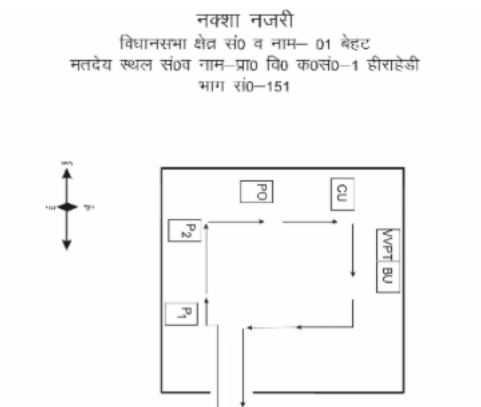 नक्शा नजरी
विधानसभा क्षेत्र सं0 व नाम– 01 बेहट
मतदेय स्थल सं0व नाम–प्रा0 वि0 क0सं0–1 हीराहेडी
भाग सं0–151
PO
CU
P2
VVPT BU
P1